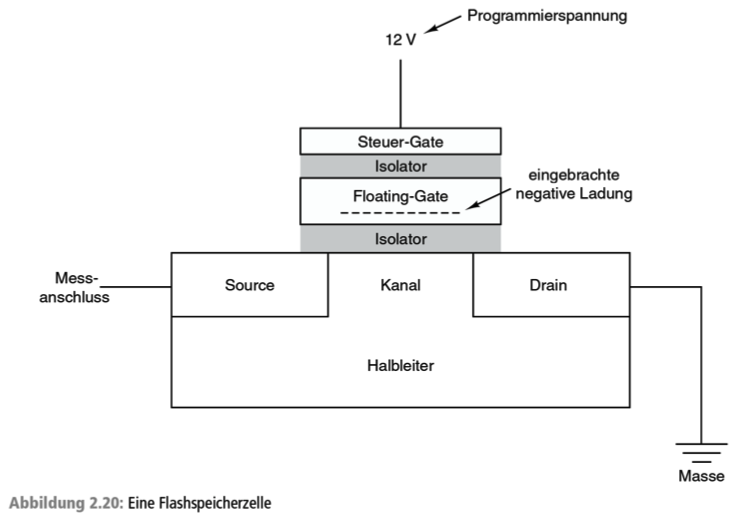 Programmierspannung
12 V
Steuer-Gate
Isolator
Floating-Gate
eingebrachte
negative Ladung
Isolator
Mess-
anschluss
Source
Kanal
Drain
Halbleiter
Masse
Abbildung 2.20: Eine Flashspeicherzelle